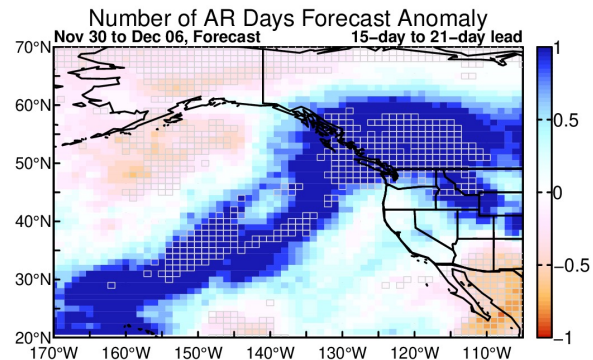 Number of AR Days Forecast Anomaly
Nov 30 to Dec 06, Forecast 15-day to 21-day lead
70°N
60°N
50°N
40°N
30°N
20°N
170°W 160°W 150°W 140°W 130°W 120°W 110°W
1
0.5
0
−0.5
−1